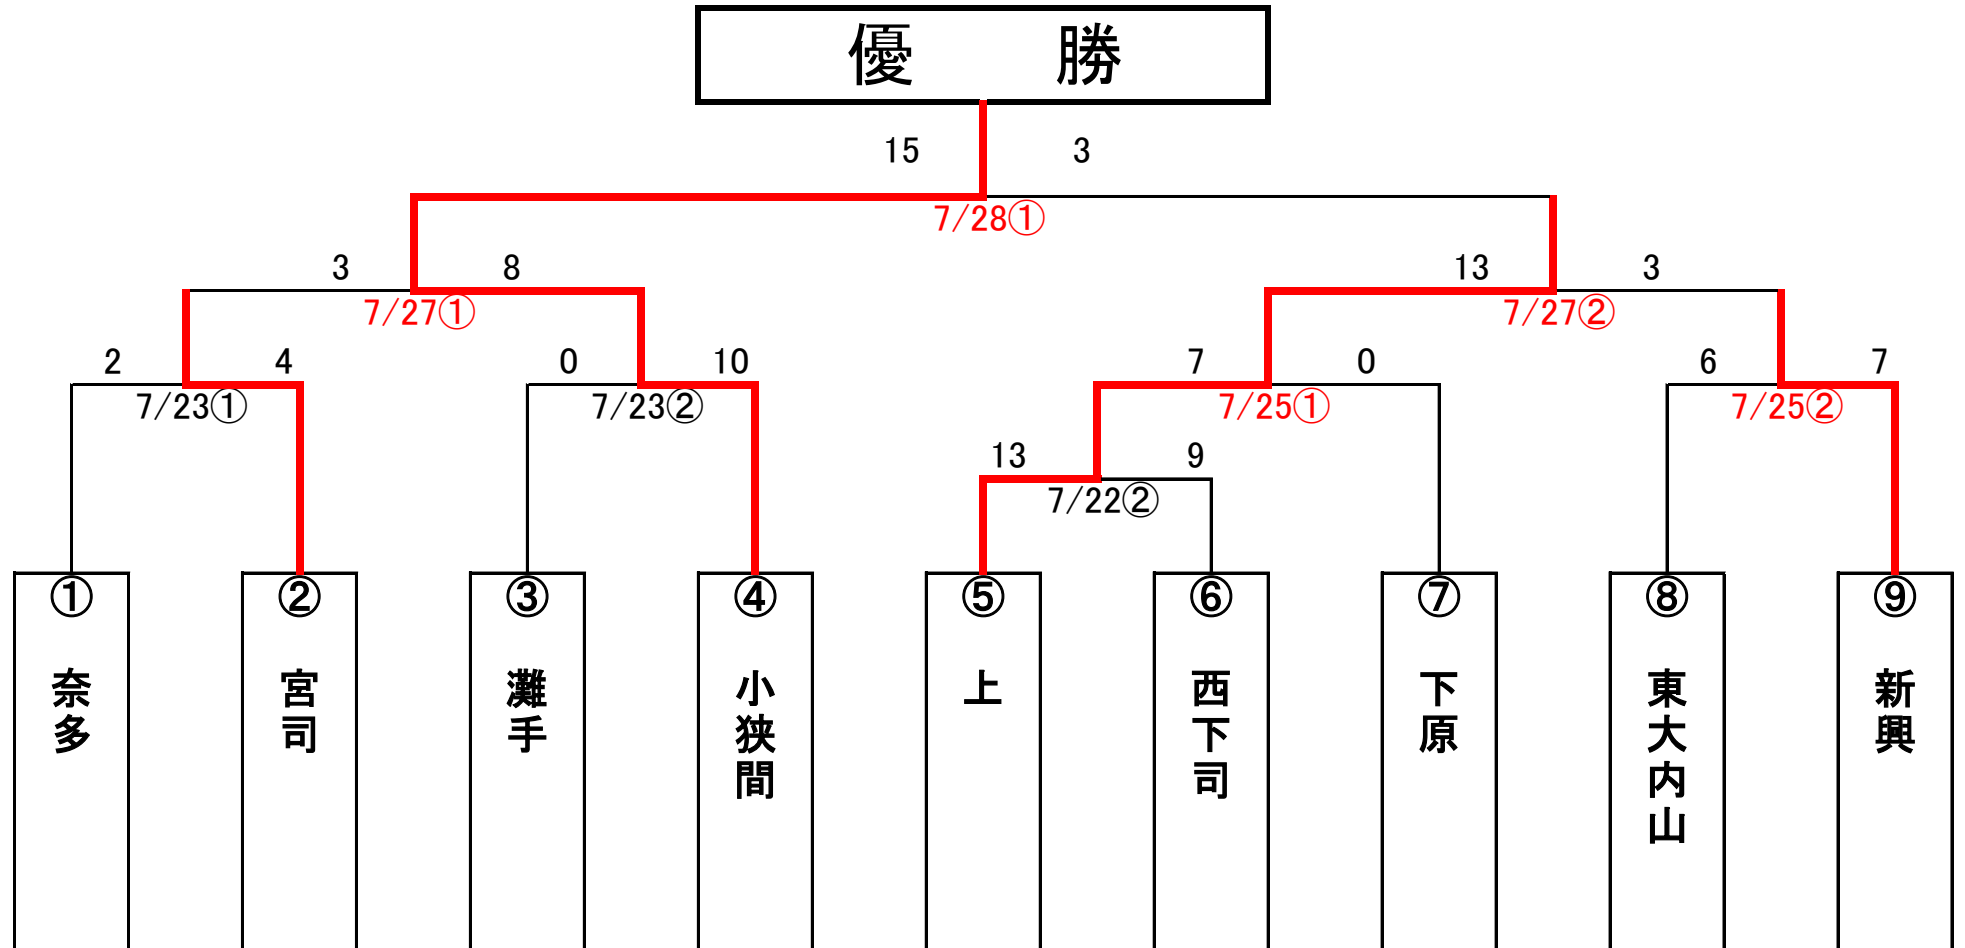 優　勝
15 3
7/28①
3 8 13 3
7/27① 7/27②
2 4 0 10 7 0 6 7
7/23① 7/23② 7/25① 7/25②
13 9
7/22②
① ② ③ ④ ⑤ ⑥ ⑦ ⑧ ⑨
奈多
宮司
灘手
小狭間
上
西下司
下原
東大内山
新興